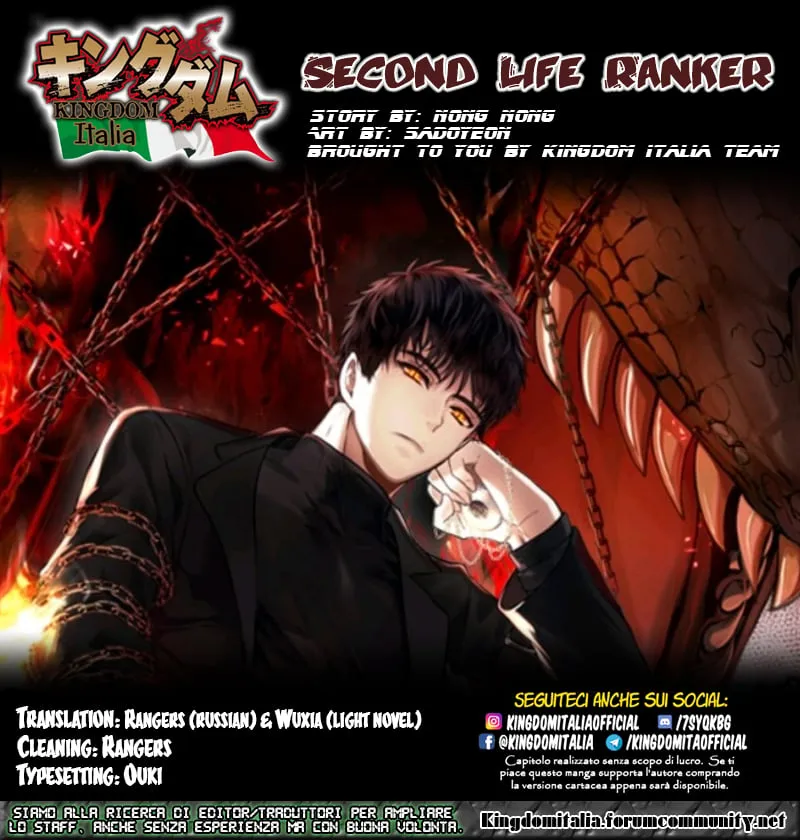 キングダム
KINGDOM
Italia
SECOND LIFE RANKER
STORY BY: NONG NONG
ART BY: SADOYEON
BROUGHT TO YOU BY KINGDOM ITALIA TEAM
TRANSLATION: RANGERS (RUSSIAN) & WUXIA (LIGHT NOVEL)
CLEANING: RANGERS
TYPESETTING: OUKI
SEGUITECI ANCHE SUI SOCIAL:
KINGDOMITALIAOFFICIAL /7SYQKBG
@KINGDOMITALIA /KINGDOMITAOFFICIAL
Capitolo realizzato senza scopo di lucro. Se ti
piace questo manga supporta l'autore comprando
la versione cartacea appena sarà disponibile.
SIAMO ALLA RICERCA DI EDITOR/TRADUTTORI PER AMPLIARE
LO STAFF, ANCHE SENZA ESPERIENZA MA CON BUONA VOLONTA.
Kingdomitalia.forumcommunity.net